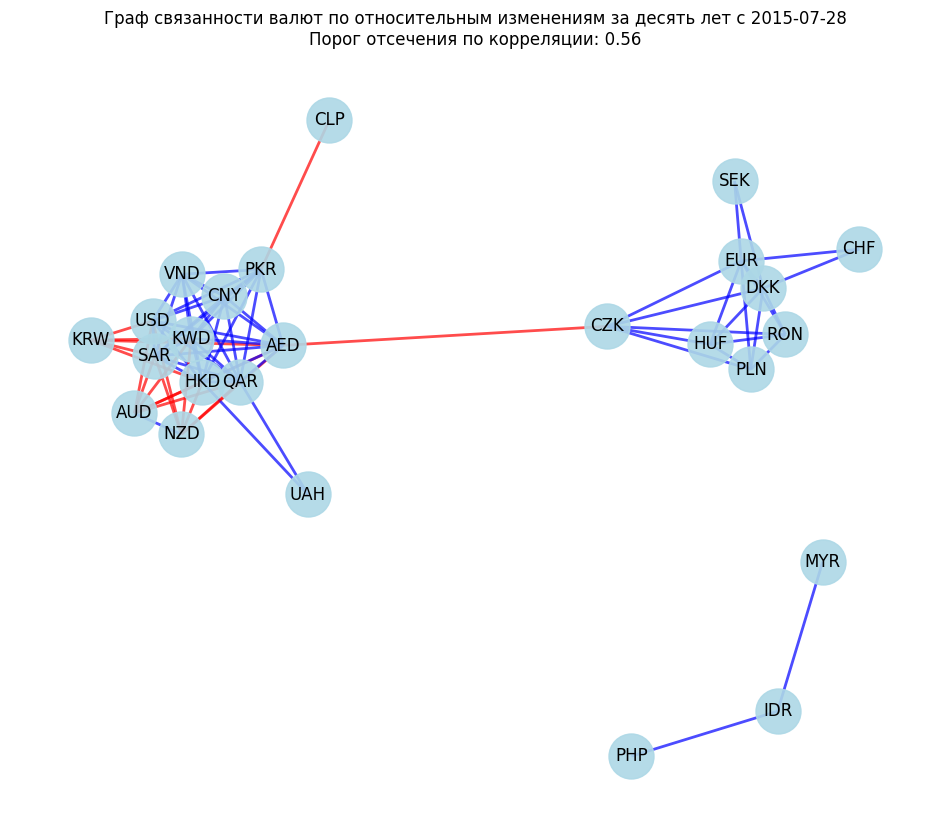 Граф связанности валют по относительным изменениям за десять лет с 2015-07-28
Порог отсечения по корреляции: 0.56
CLP
SEK
CHF
EUR
PKR
VND
DKK
CNY
USD
CZK
RON
KRW
KWD
AED
HUF
SAR
PLN
HKD
QAR
AUD
NZD
UAH
MYR
IDR
PHP